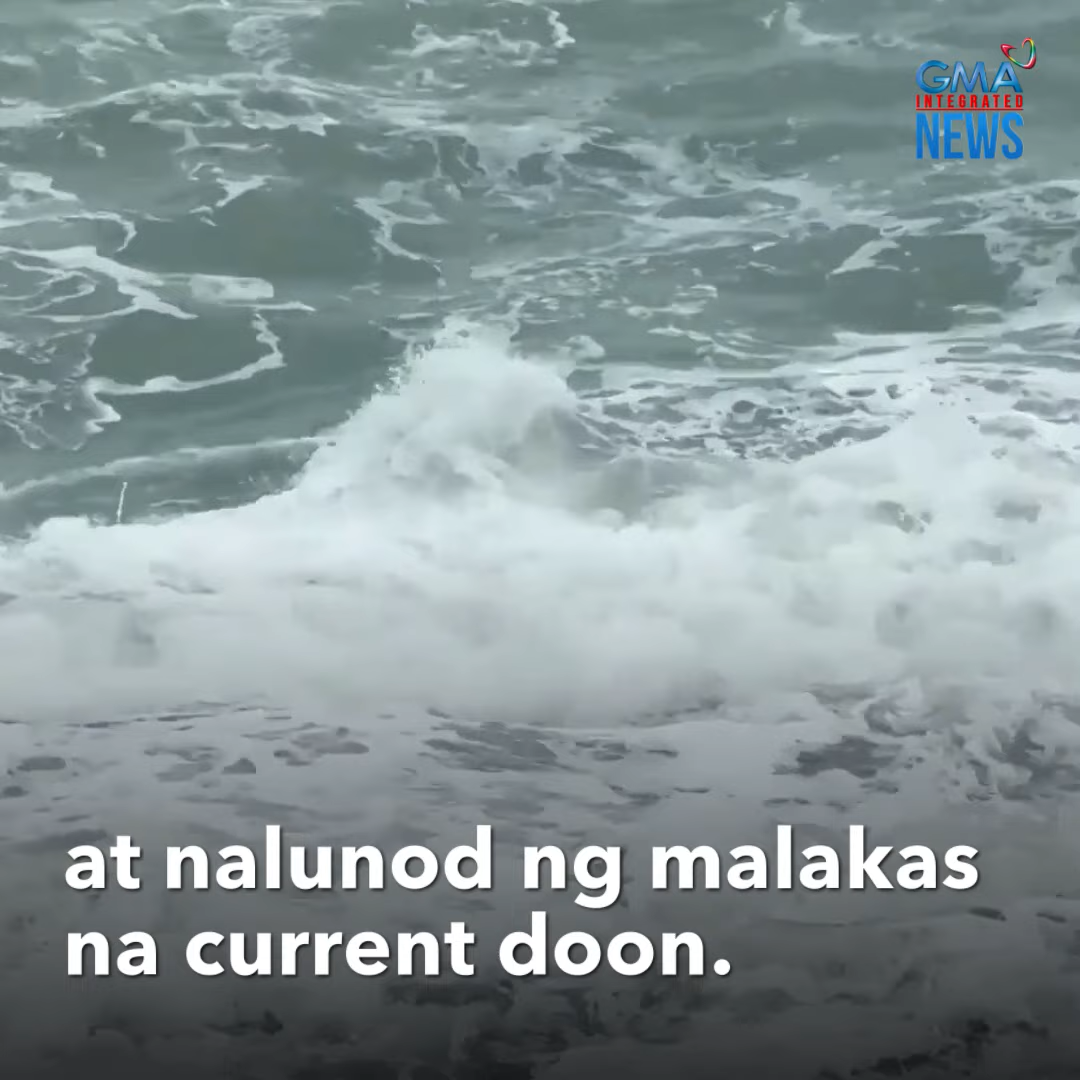 GMA
INTEGRATED
NEWS
at nalunod ng malakas
na current doon.